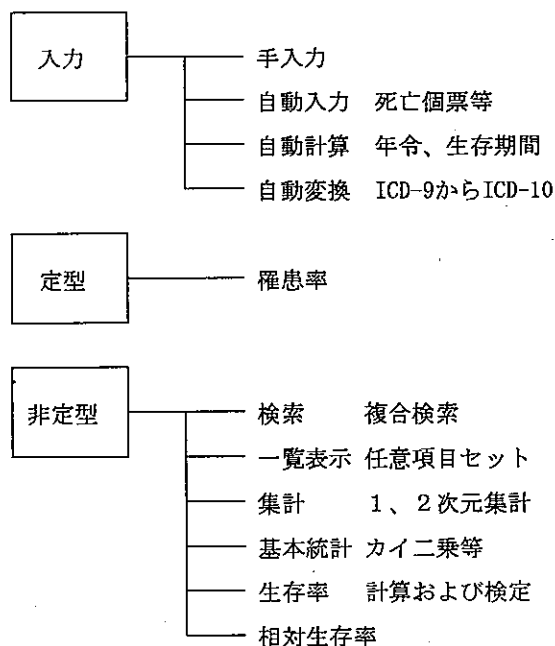 入力 手入力
自動入力 死亡個票等
自動計算 年令、生存期間
自動変換 ICD-9からICD-10
定型 罹患率
非定型 検索 複合検索
一覧表示 任意項目セット
集計 1、2次元集計
基本統計 カイ二乗等
生存率 計算および検定
相対生存率